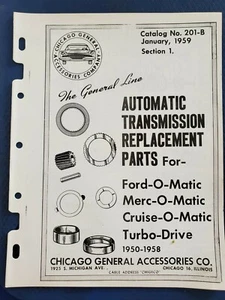 CHICAGO GENERAL
ACCESSORIES COMPANY
Catalog No. 201-B
January, 1959
Section 1.
The General Line
AUTOMATIC
TRANSMISSION
REPLACEMENT
PARTS For-
Ford-O-Matic
Merc-O-Matic
Cruise-O-Matic
Turbo-Drive
1950-1958
CHICAGO GENERAL ACCESSORIES CO.
1925 S. MICHIGAN AVE. CHICAGO 16, ILLINOIS
CABLE ADDRESS